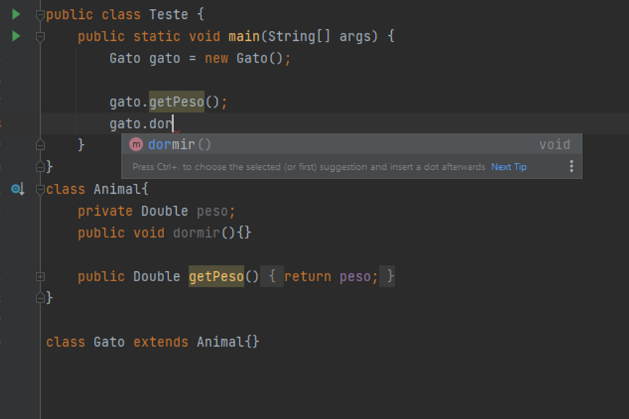 public class Teste {
public static void main(String[] args) {
Gato gato = new Gato();
gato.getPeso();
gato.dor
m dormir() void
} Press Ctrl+. to choose the selected (or first) suggestion and insert a dot afterwards Next Tip
}
class Animal{
private Double peso;
public void dormir(){}
public Double getPeso() { return peso; }
}
class Gato extends Animal{}